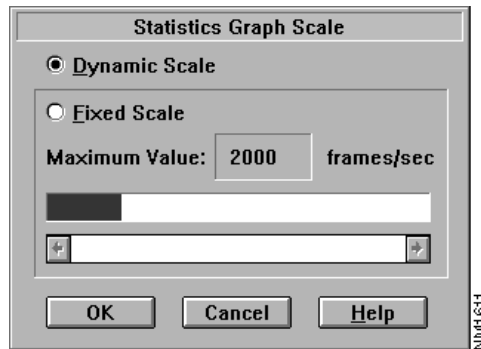 Statistics Graph Scale
Dynamic Scale
Fixed Scale
Maximum Value: 2000 frames/sec
OK Cancel Help